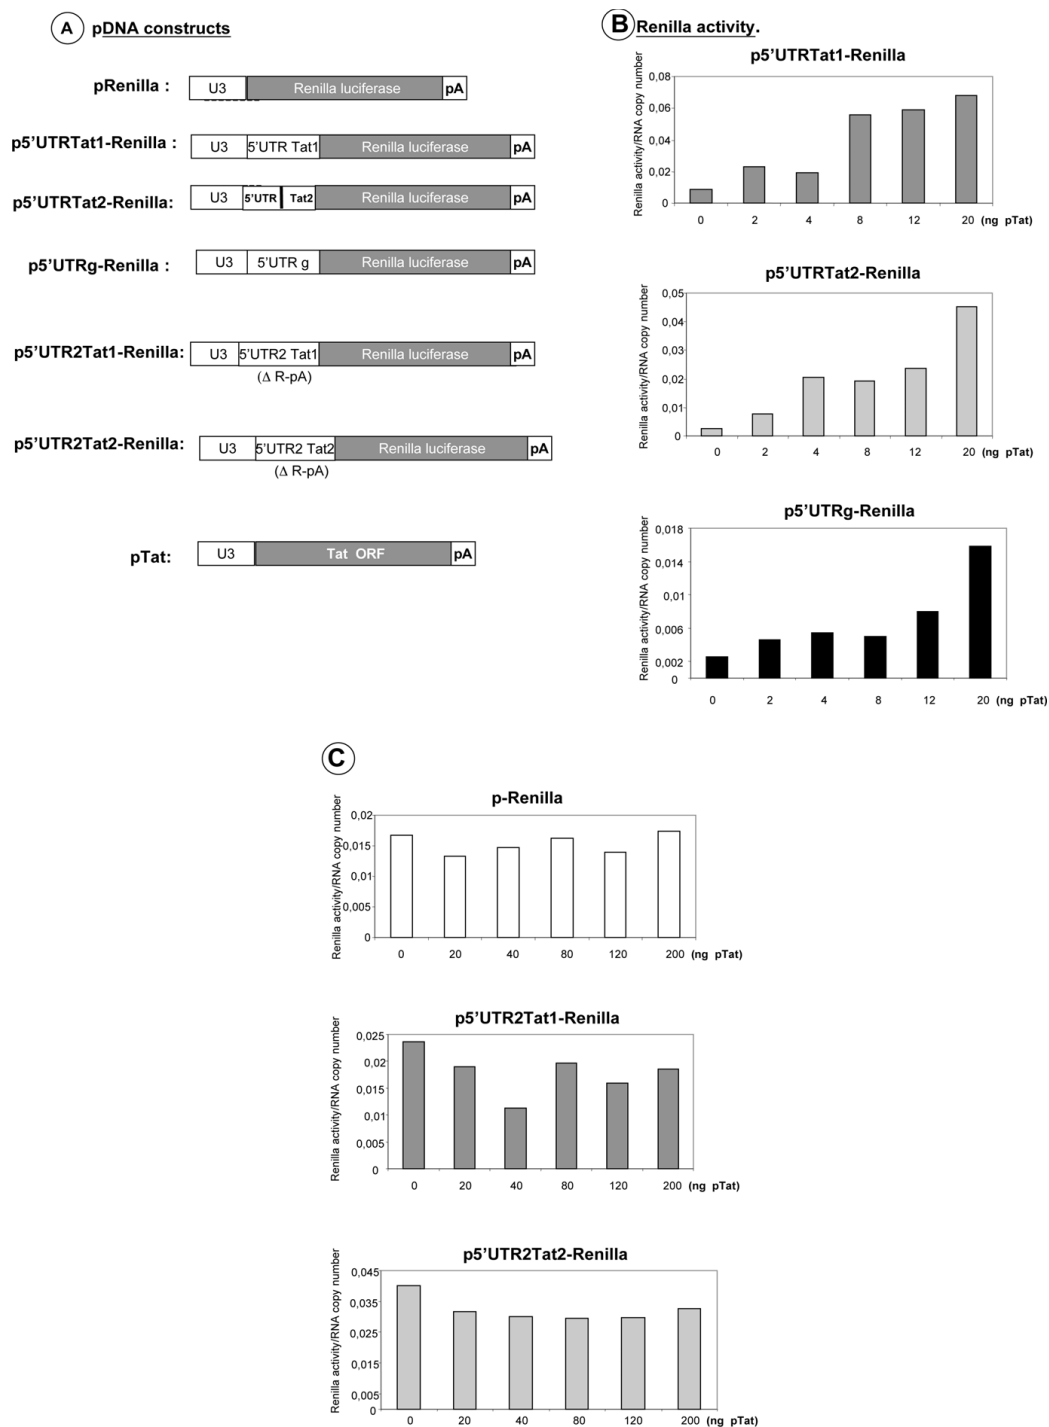 A pDNA constructs
pRenilla :
U3 Renilla luciferase pA
p5'UTRTat1-Renilla :
U3 5'UTR Tat1 Renilla luciferase pA
p5'UTRTat2-Renilla:
U3 5'UTR Tat2 Renilla luciferase pA
p5'UTRg-Renilla :
U3 5'UTR g Renilla luciferase pA
p5'UTR2Tat1-Renilla:
U3 5'UTR2 Tat1 Renilla luciferase pA
(Δ R-pA)
p5'UTR2Tat2-Renilla:
U3 5'UTR2 Tat2 Renilla luciferase pA
(Δ R-pA)
pTat:
U3 Tat ORF pA
B Renilla activity.
p5'UTRTat1-Renilla
Renilla activity/RNA copy number
0,08
0,06
0,04
0,02
0
0 2 4 8 12 20 (ng pTat)
p5'UTRTat2-Renilla
Renilla activity/RNA copy number
0,05
0,04
0,03
0,02
0,01
0
0 2 4 8 12 20 (ng pTat)
p5'UTRg-Renilla
Renilla activity/RNA copy number
0,018
0,014
0,01
0,006
0,002
0
0 2 4 8 12 20 (ng pTat)
C
p-Renilla
Renilla activity/RNA copy number
0,02
0,015
0,01
0,005
0
0 20 40 80 120 200 (ng pTat)
p5'UTR2Tat1-Renilla
Renilla activity/RNA copy number
0,025
0,02
0,015
0,01
0,005
0
0 20 40 80 120 200 (ng pTat)
p5'UTR2Tat2-Renilla
Renilla activity/RNA copy number
0,045
0,035
0,025
0,015
0,005
0
0 20 40 80 120 200 (ng pTat)